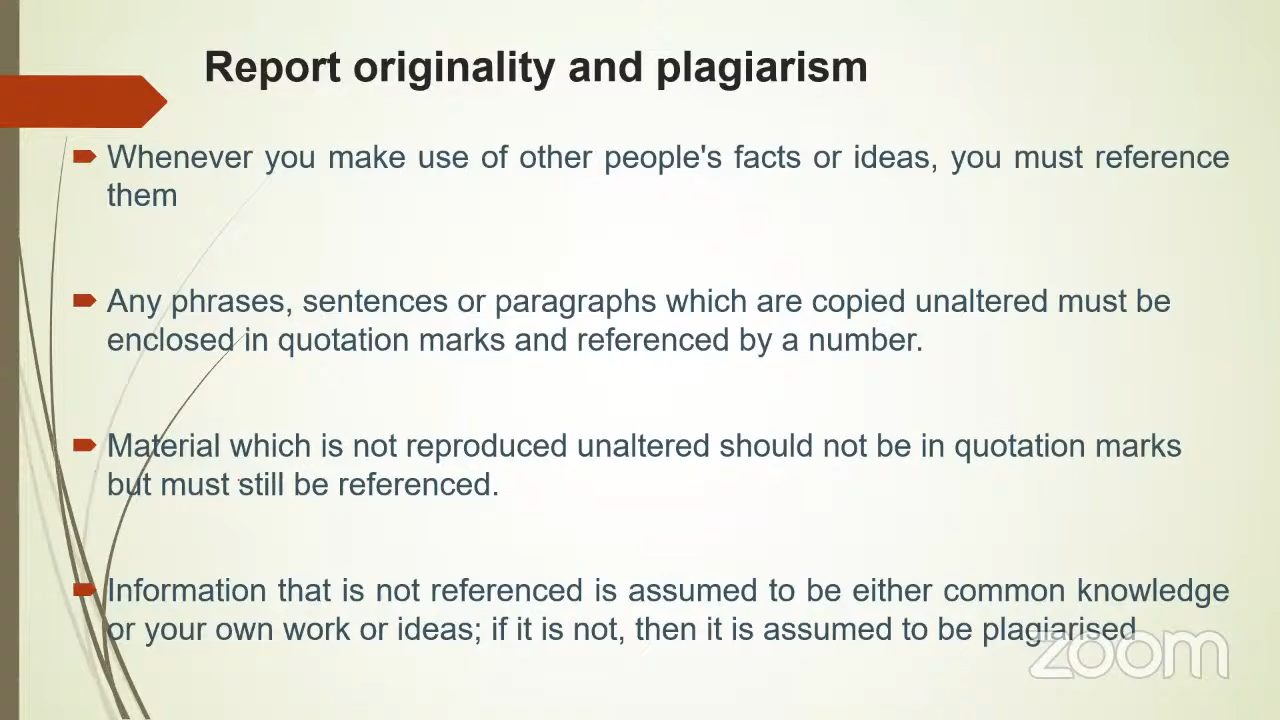 Report originality and plagiarism
Whenever you make use of other people's facts or ideas, you must reference
them
Any phrases, sentences or paragraphs which are copied unaltered must be
enclosed in quotation marks and referenced by a number.
Material which is not reproduced unaltered should not be in quotation marks
but must still be referenced.
Information that is not referenced is assumed to be either common knowledge
or your own work or ideas; if it is not, then it is assumed to be plagiarised
zoom